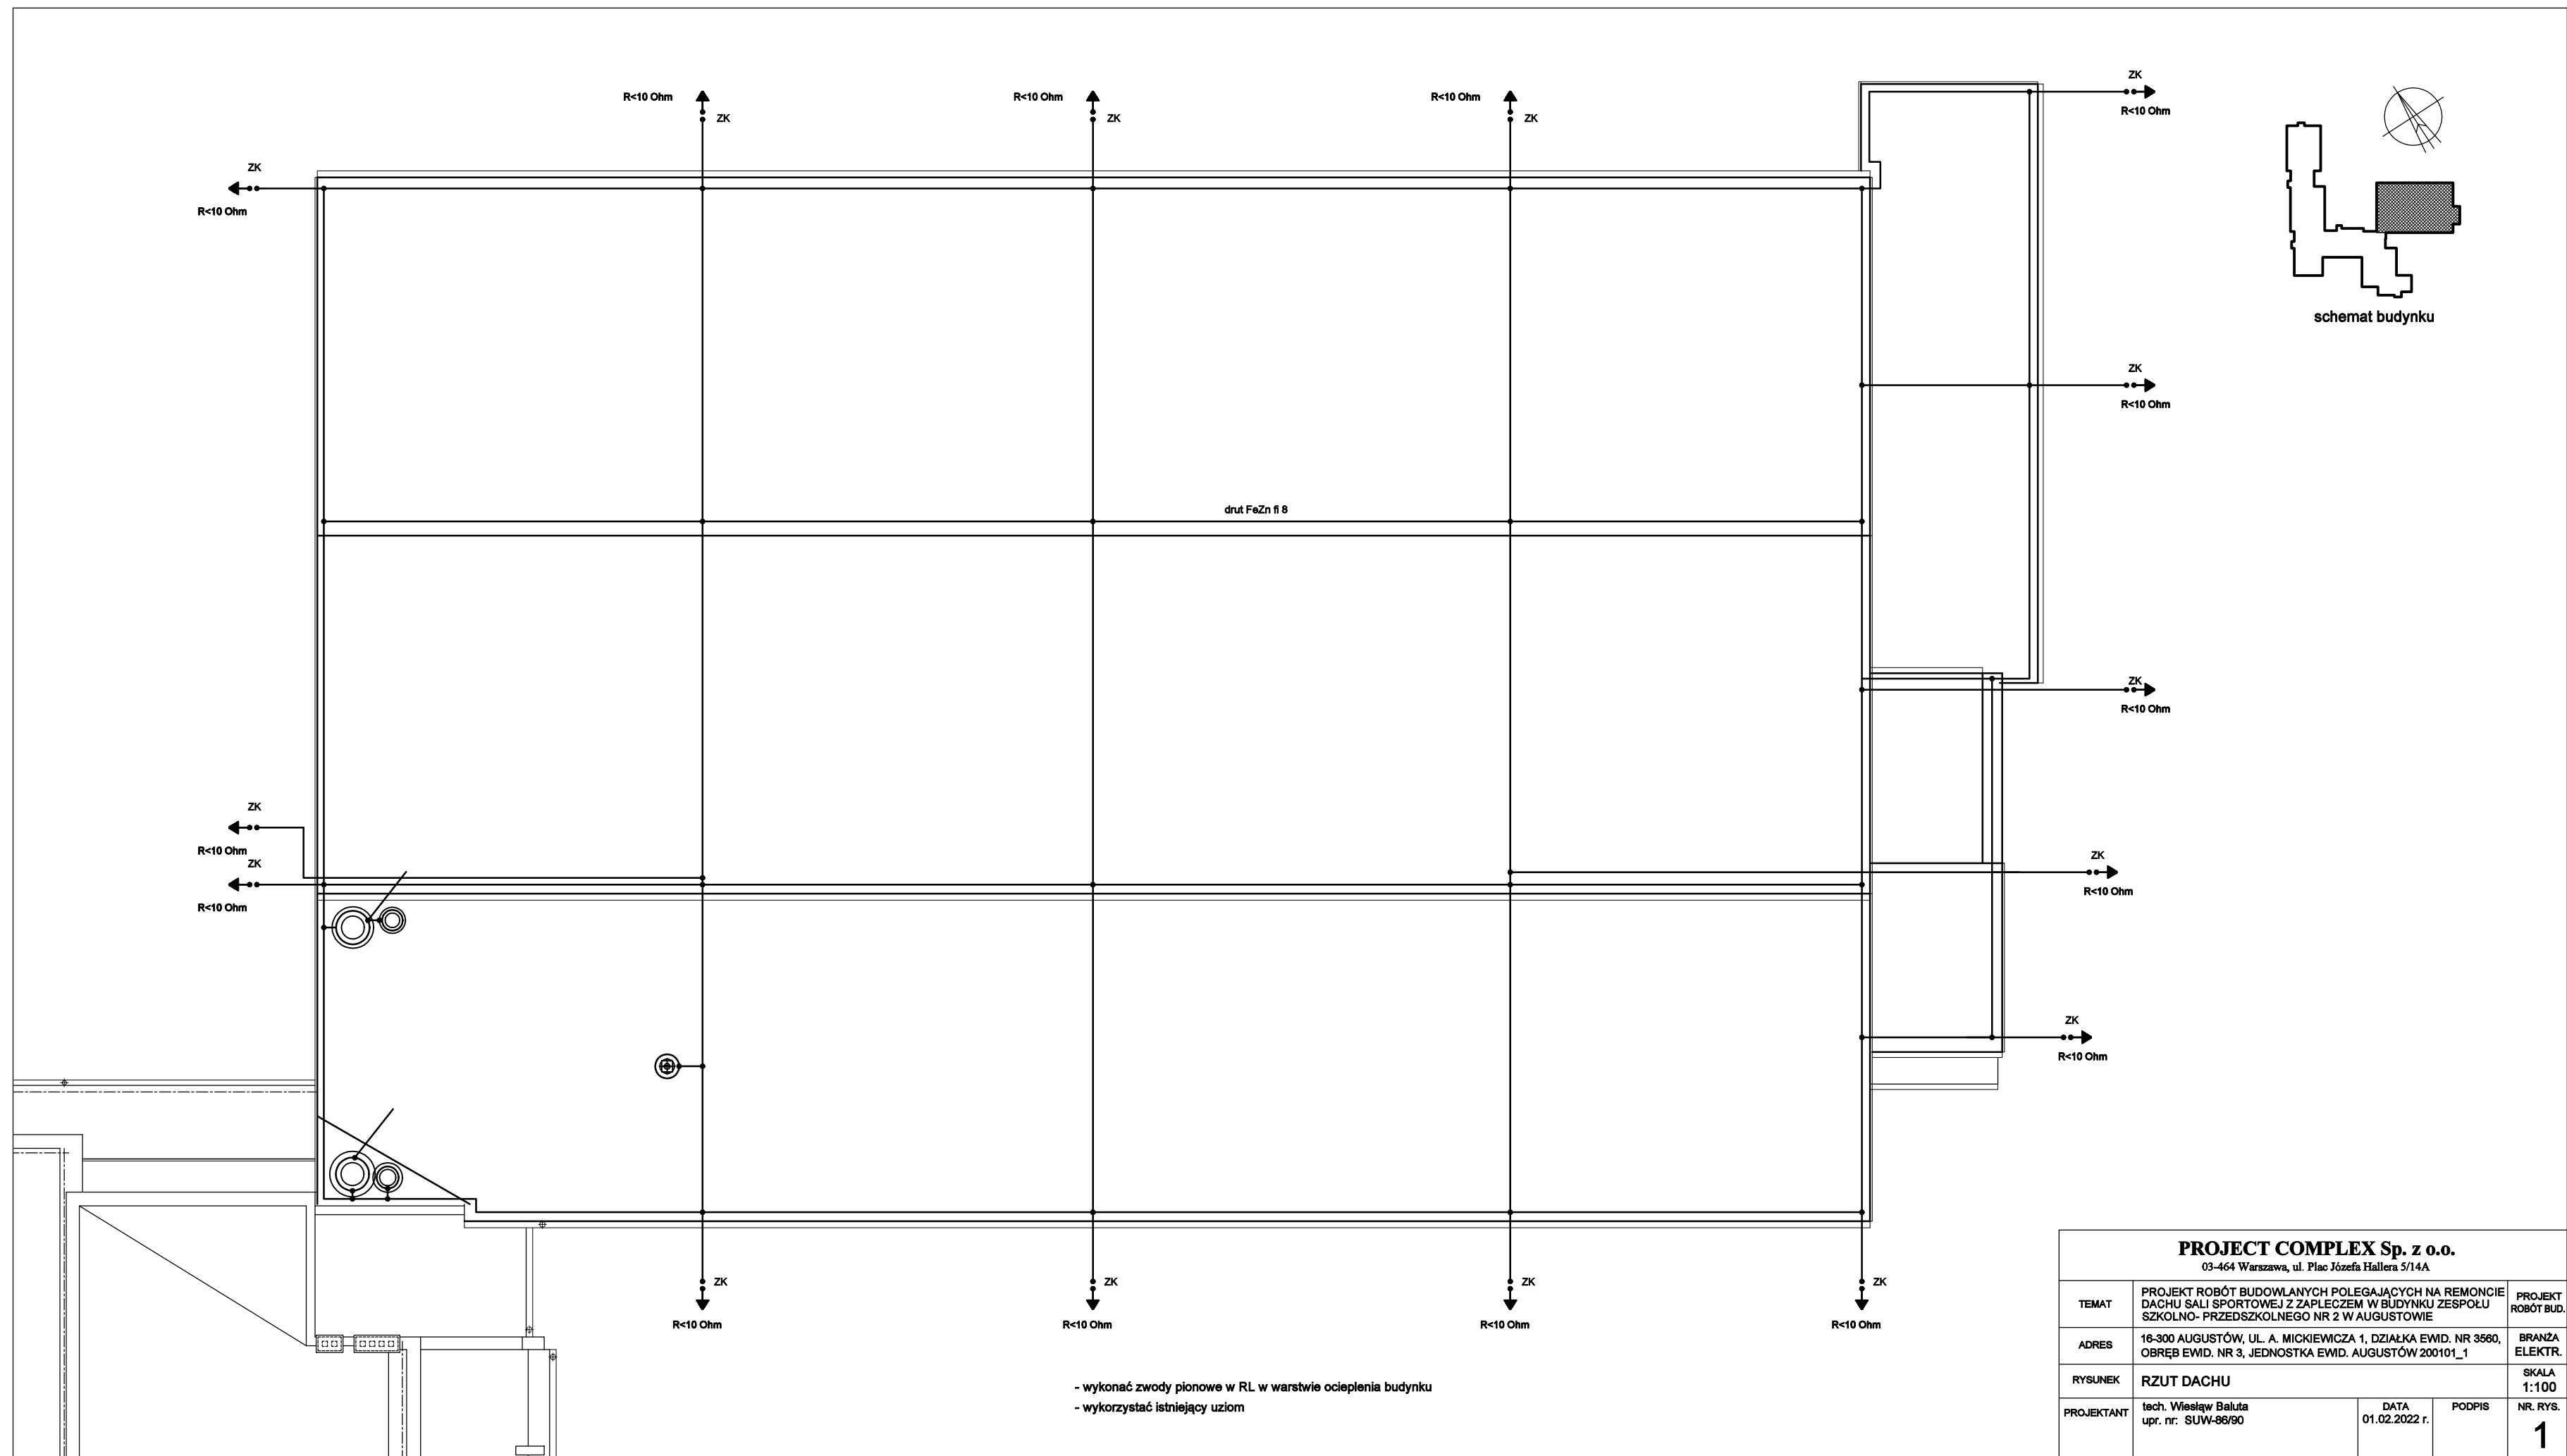 ZK
R<10 Ohm
R<10 Ohm
R<10 Ohm
R<10 Ohm
ZK
ZK
ZK
ZK
R<10 Ohm
schemat budynku
ZK
R<10 Ohm
drut FeZn fi 8
ZK
R<10 Ohm
ZK
R<10 Ohm
ZK
R<10 Ohm
ZK
R<10 Ohm
ZK
R<10 Ohm
ZK
ZK
ZK
ZK
R<10 Ohm
R<10 Ohm
R<10 Ohm
R<10 Ohm
- wykonać zwody pionowe w RL w warstwie ocieplenia budynku
- wykorzystać istniejący uziom
PROJECT COMPLEX Sp. z o.o.
03-464 Warszawa, ul. Plac Józefa Hallera 5/14A
TEMAT
PROJEKT ROBÓT BUDOWLANYCH POLEGAJĄCYCH NA REMONCIE
DACHU SALI SPORTOWEJ Z ZAPLECZEM W BUDYNKU ZESPOŁU
SZKOLNO- PRZEDSZKOLNEGO NR 2 W AUGUSTOWIE
PROJEKT
ROBÓT BUD.
ADRES
16-300 AUGUSTÓW, UL. A. MICKIEWICZA 1, DZIAŁKA EWID. NR 3560,
OBRĘB EWID. NR 3, JEDNOSTKA EWID. AUGUSTÓW 200101_1
BRANŻA
ELEKTR.
RYSUNEK
RZUT DACHU
SKALA
1:100
PROJEKTANT
tech. Wiesław Baluta
upr. nr: SUW-86/90
DATA
01.02.2022 r.
PODPIS
NR. RYS.
1